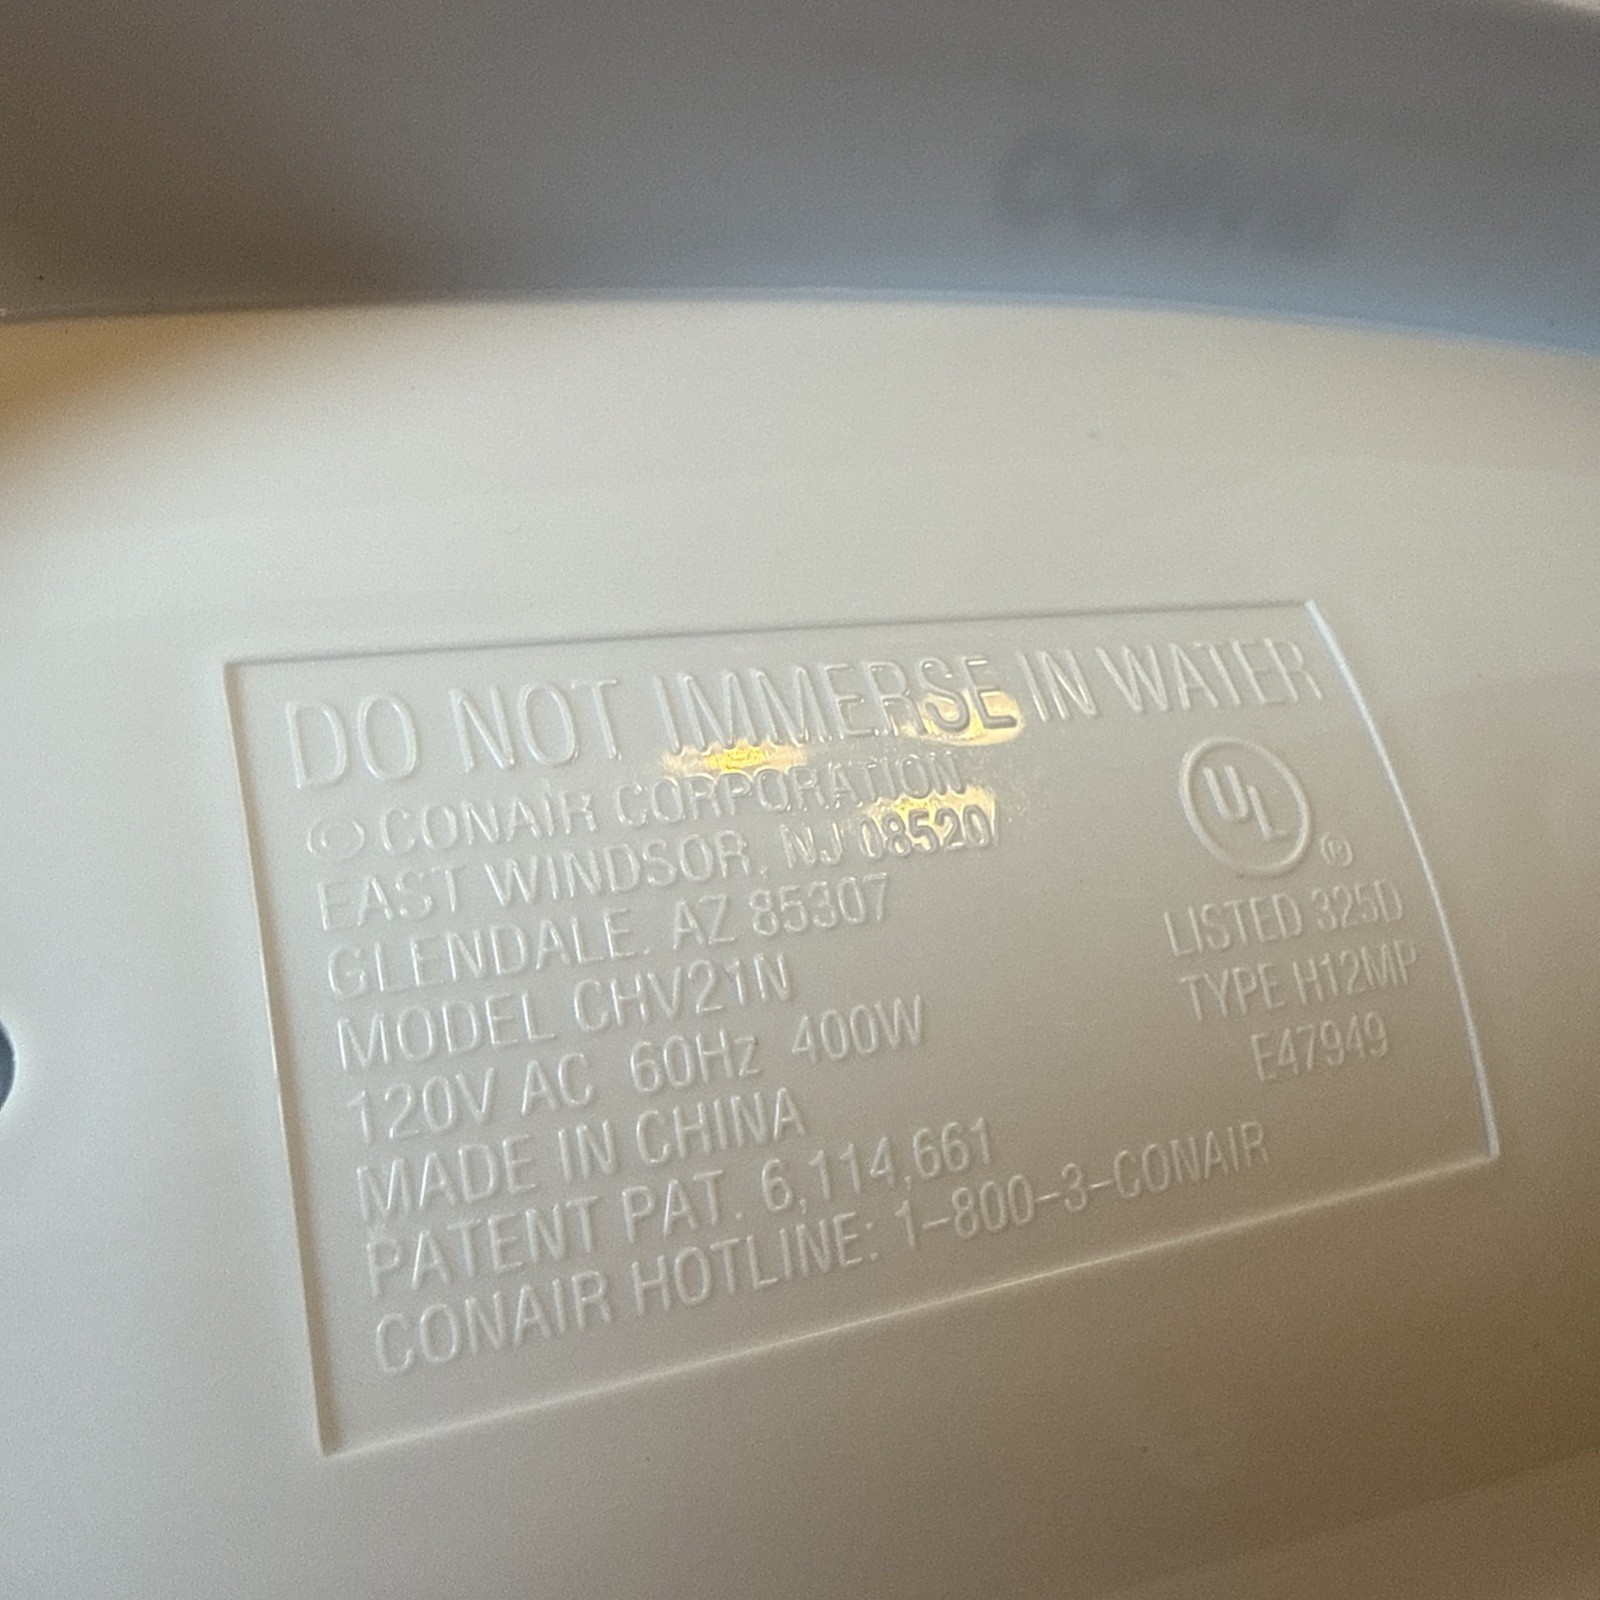 DO NOT IMMERSE IN WATER
© CONAIR CORPORATION
EAST WINDSOR, NJ 08520/
GLENDALE, AZ 85307
MODEL CHV21N
120V AC 60Hz 400W
MADE IN CHINA
PATENT PAT. 6,114,661
CONAIR HOTLINE: 1-800-3-CONAIR
UL ®
LISTED 325D
TYPE H12MP
E47949